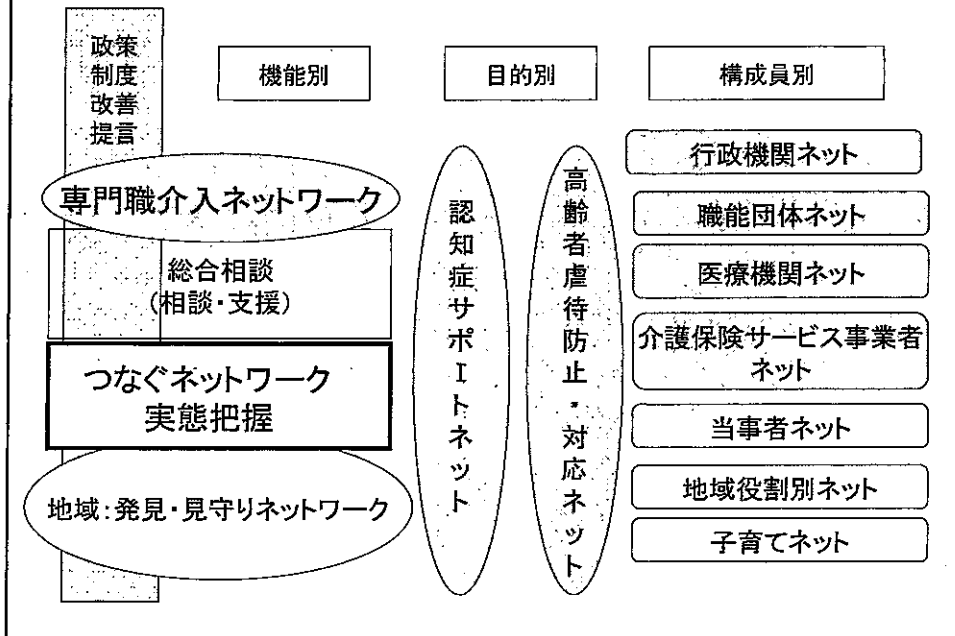 政策
制度
改善
提言
機能別
目的別
構成員別
専門職介入ネットワーク
総合相談
(相談・支援)
つなぐネットワーク
実態把握
地域:発見・見守りネットワーク
認知症サポートネット
高齢者虐待防止・対応ネット
行政機関ネット
職能団体ネット
医療機関ネット
介護保険サービス事業者
ネット
当事者ネット
地域役割別ネット
子育てネット